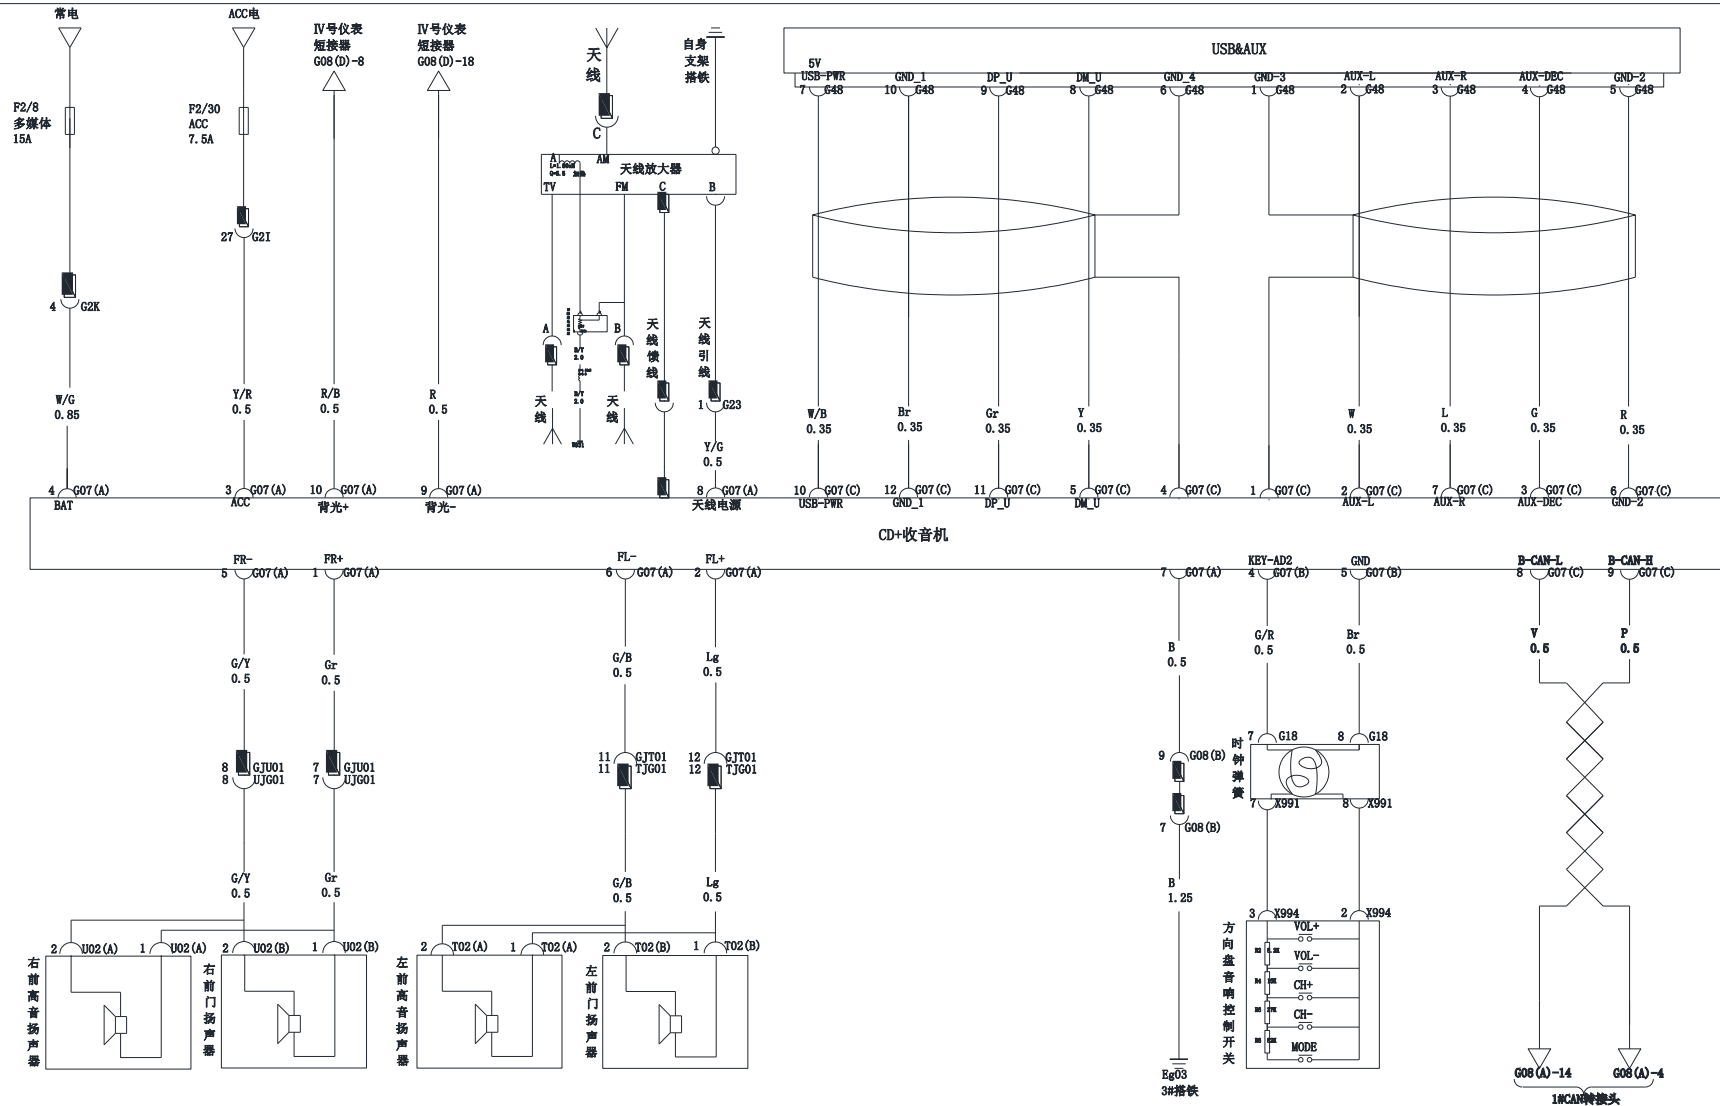 常电
ACC电
IV号仪表
短接器
G08(D)-8
IV号仪表
短接器
G08(D)-18
天线
自身
支架
搭铁
USB&AUX
F2/8
多媒体
15A
F2/30
ACC
7.5A
C
5V
USB-PWR
GND_1
DP_U
DM_U
GND_4
GND-3
AUX-L
AUX-R
AUX-DEC
GND-2
7 G48
10 G48
9 G48
8 G48
6 G48
1 G48
2 G48
3 G48
4 G48
5 G48
A
AM
天线放大器
TV
FM
C
B
27 G2I
4 G2K
A
B
天线馈线
天线引线
天线
天线
1 G23
W/G
0.85
Y/R
0.5
R/B
0.5
R
0.5
Y/G
0.5
R/Y
2.0
R/Y
2.0
W/B
0.35
Br
0.35
Gr
0.35
Y
0.35
W
0.35
L
0.35
G
0.35
R
0.35
4 G07(A)
3 G07(A)
10 G07(A)
9 G07(A)
8 G07(A)
10 G07(C)
12 G07(C)
11 G07(C)
5 G07(C)
4 G07(C)
1 G07(C)
2 G07(C)
7 G07(C)
3 G07(C)
6 G07(C)
BAT
ACC
背光+
背光-
天线电源
USB-PWR
GND_1
DP_U
DM_U
AUX-L
AUX-R
AUX-DEC
GND-2
CD+收音机
FR-
FR+
FL-
FL+
KEY-AD2
GND
B-CAN-L
B-CAN-H
5 G07(A)
1 G07(A)
6 G07(A)
2 G07(A)
7 G07(A)
4 G07(B)
5 G07(B)
8 G07(C)
9 G07(C)
G/Y
0.5
Gr
0.5
G/B
0.5
Lg
0.5
B
0.5
G/R
0.5
Br
0.5
V
0.5
P
0.5
8 GJU01
8 UJG01
7 GJU01
7 UJG01
11 GJT01
11 TJG01
12 GJT01
12 TJG01
9 G08(B)
7 G08(B)
7 G18
8 G18
时钟弹簧
7 X991
8 X991
G/Y
0.5
Gr
0.5
G/B
0.5
Lg
0.5
B
1.25
3 X994
2 X994
2 U02(A)
1 U02(A)
2 U02(B)
1 U02(B)
2 T02(A)
1 T02(A)
2 T02(B)
1 T02(B)
右前高音扬声器
右前门扬声器
左前高音扬声器
左前门扬声器
方向盘音响控制开关
VOL+
VOL-
CH+
CH-
MODE
Eg03
3#搭铁
G08(A)-14
G08(A)-4
1#CAN转接头